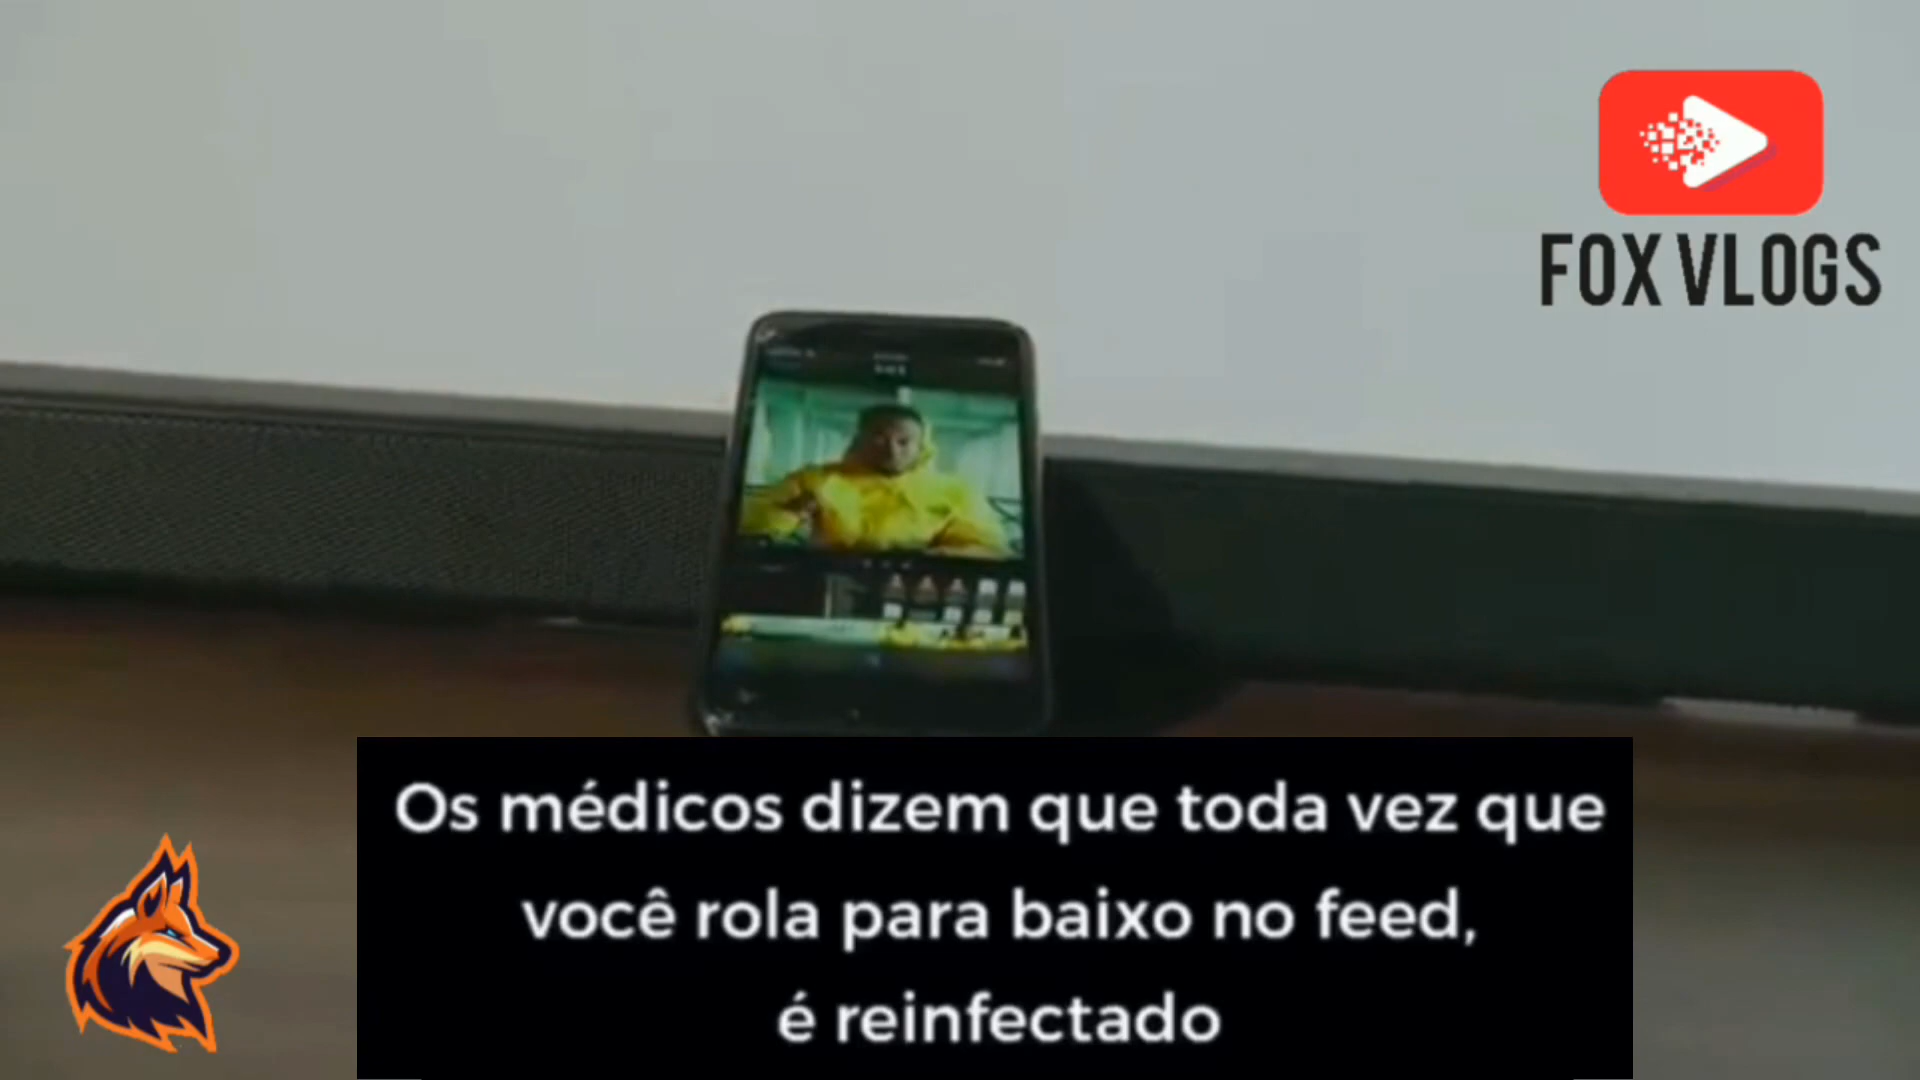 FOX VLOGS
Os médicos dizem que toda vez que
você rola para baixo no feed,
é reinfectado